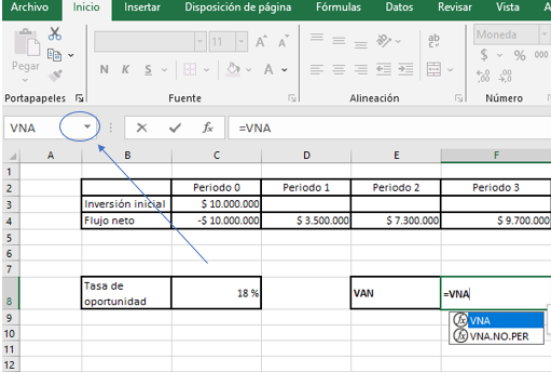 Archivo Inicio Insertar Disposición de página Fórmulas Datos Revisar Vista A
11 A A ab Moneda
Pegar N K S A $ % 000
Portapapeles Fuente Alineación Número
VNA fx =VNA
A B C D E F
1
2 Periodo 0 Periodo 1 Periodo 2 Periodo 3
3 Inversión inicial $ 10.000.000
4 Flujo neto -$ 10.000.000 $ 3.500.000 $ 7.300.000 $ 9.700.000
5
6
7
Tasa de
8 oportunidad 18 % VAN =VNA
9 fx VNA
10 fx VNA.NO.PER
11
12